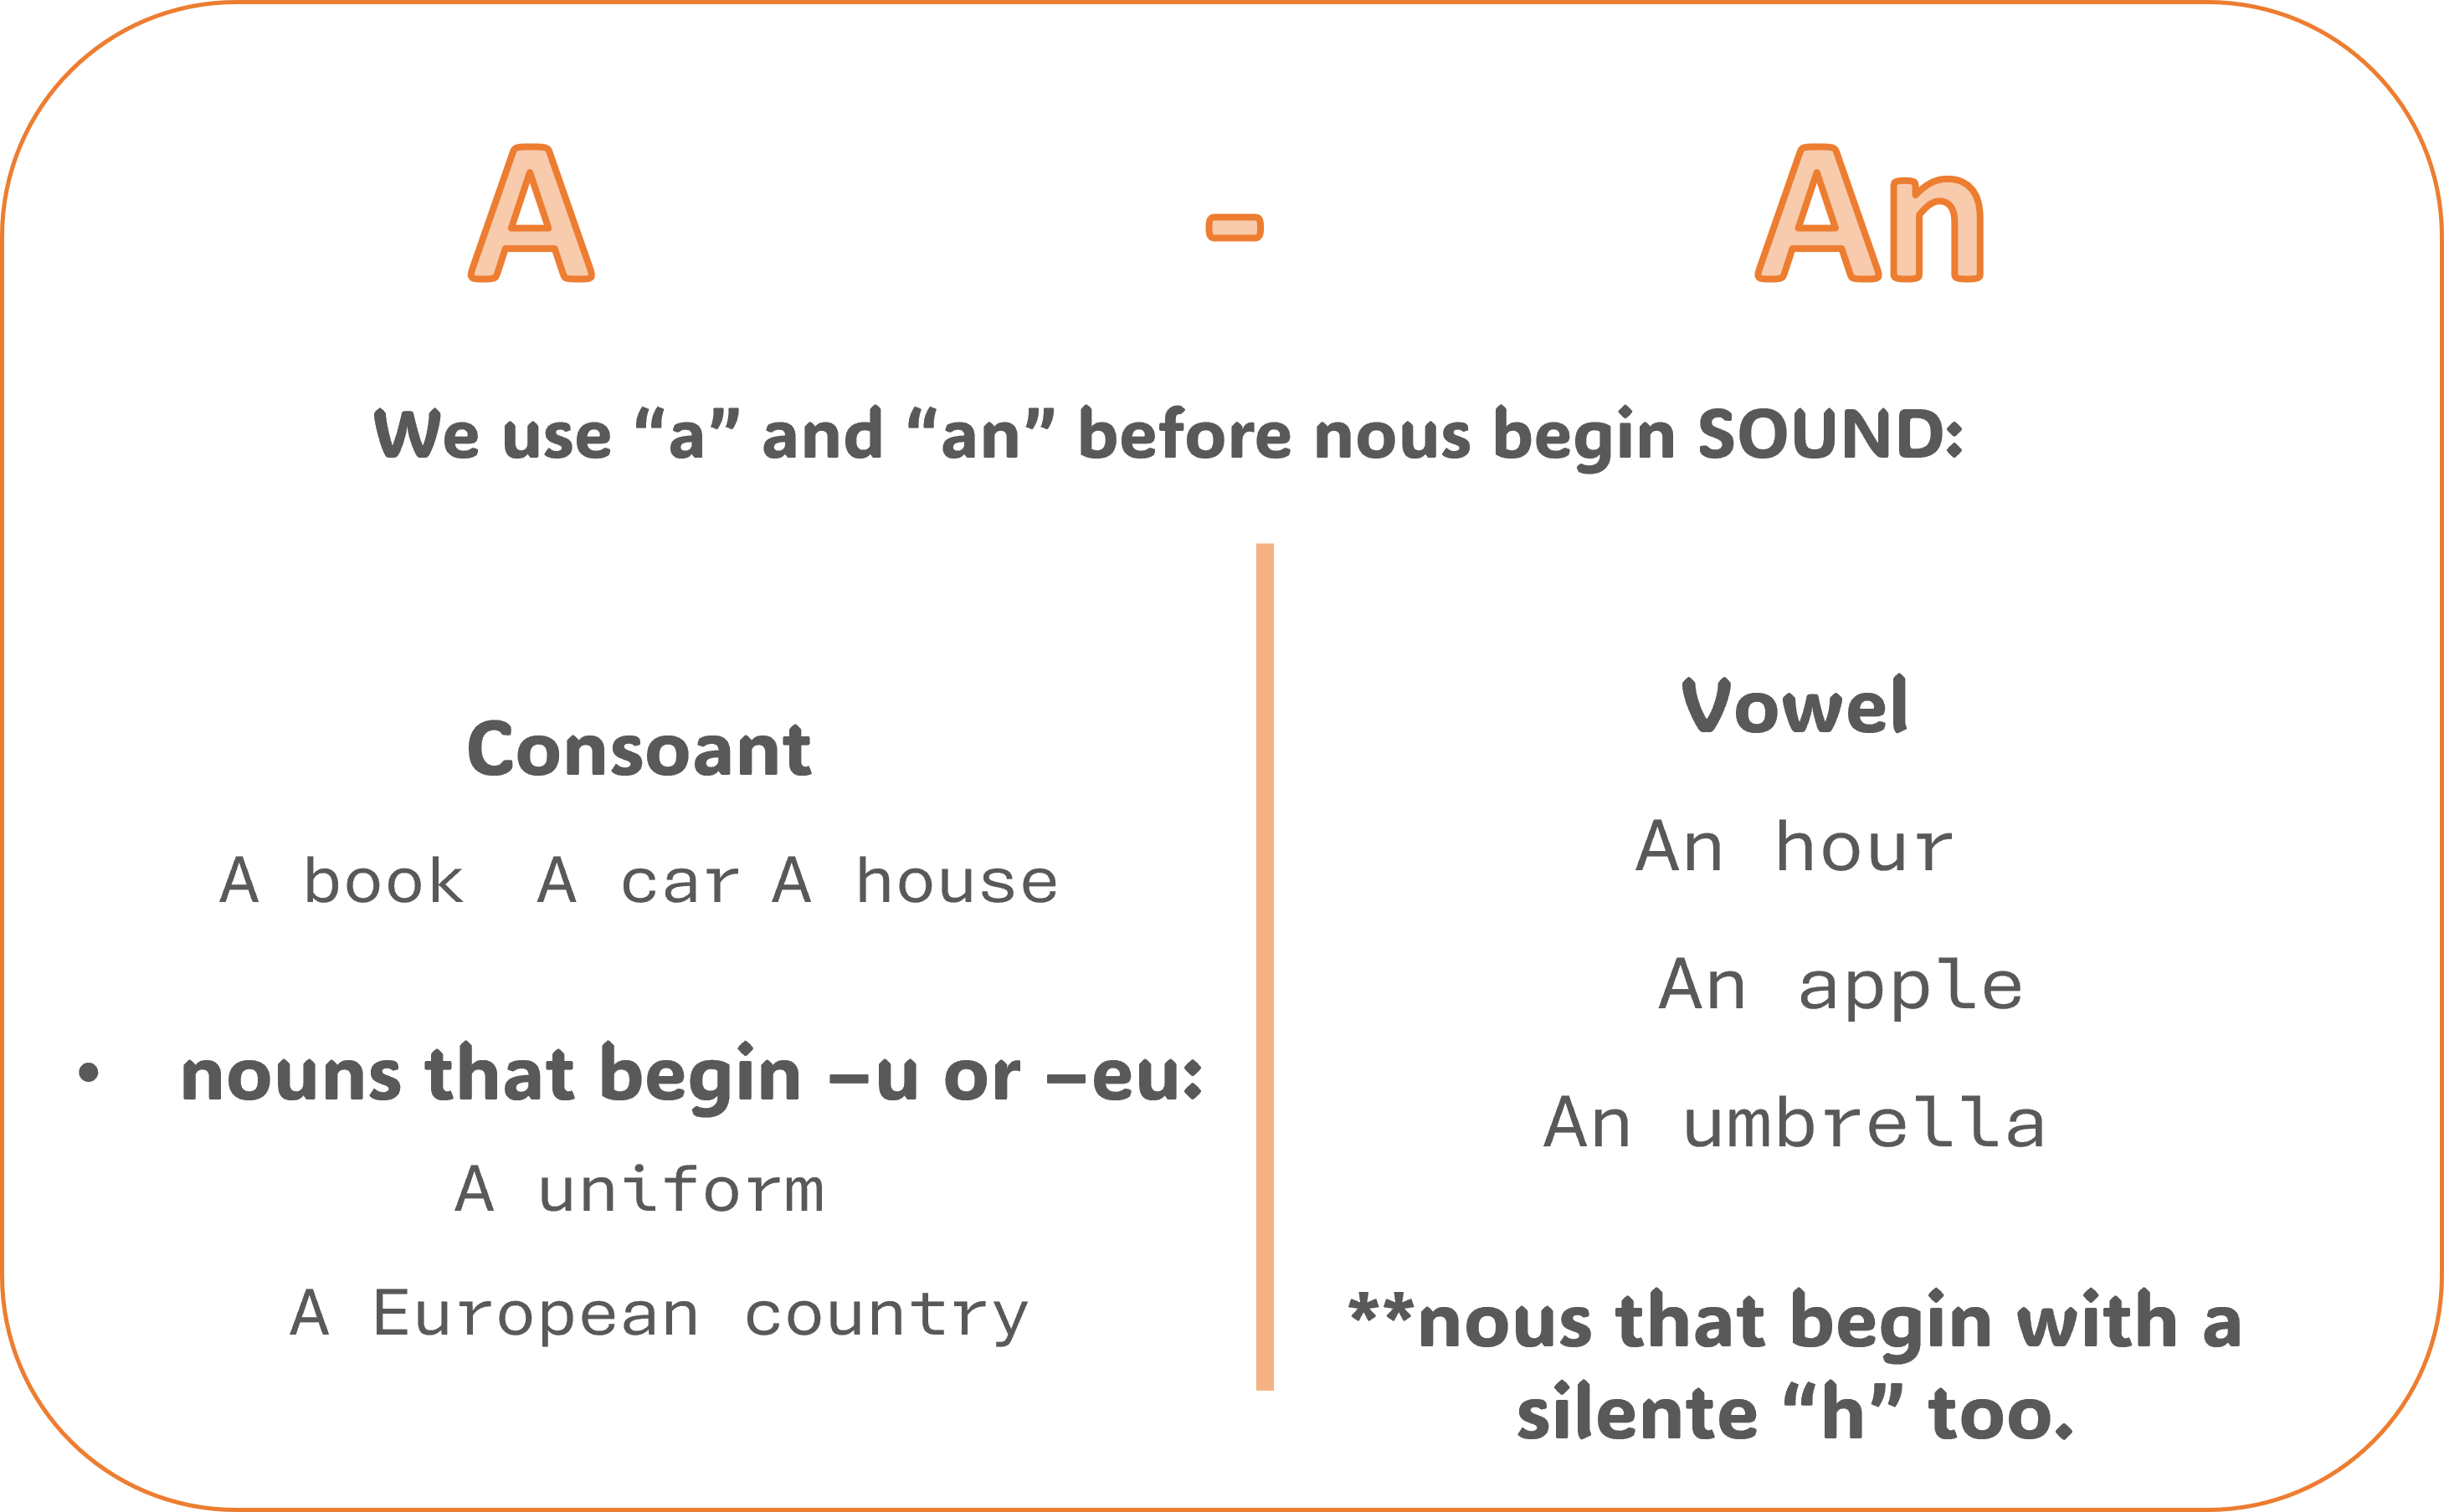 A - An
We use “a” and “an” before nous begin SOUND:
Consoant
A book A car A house
• nouns that begin –u or –eu:
A uniform
A European country
Vowel
An hour
An apple
An umbrella
**nous that begin with a
silente “h” too.